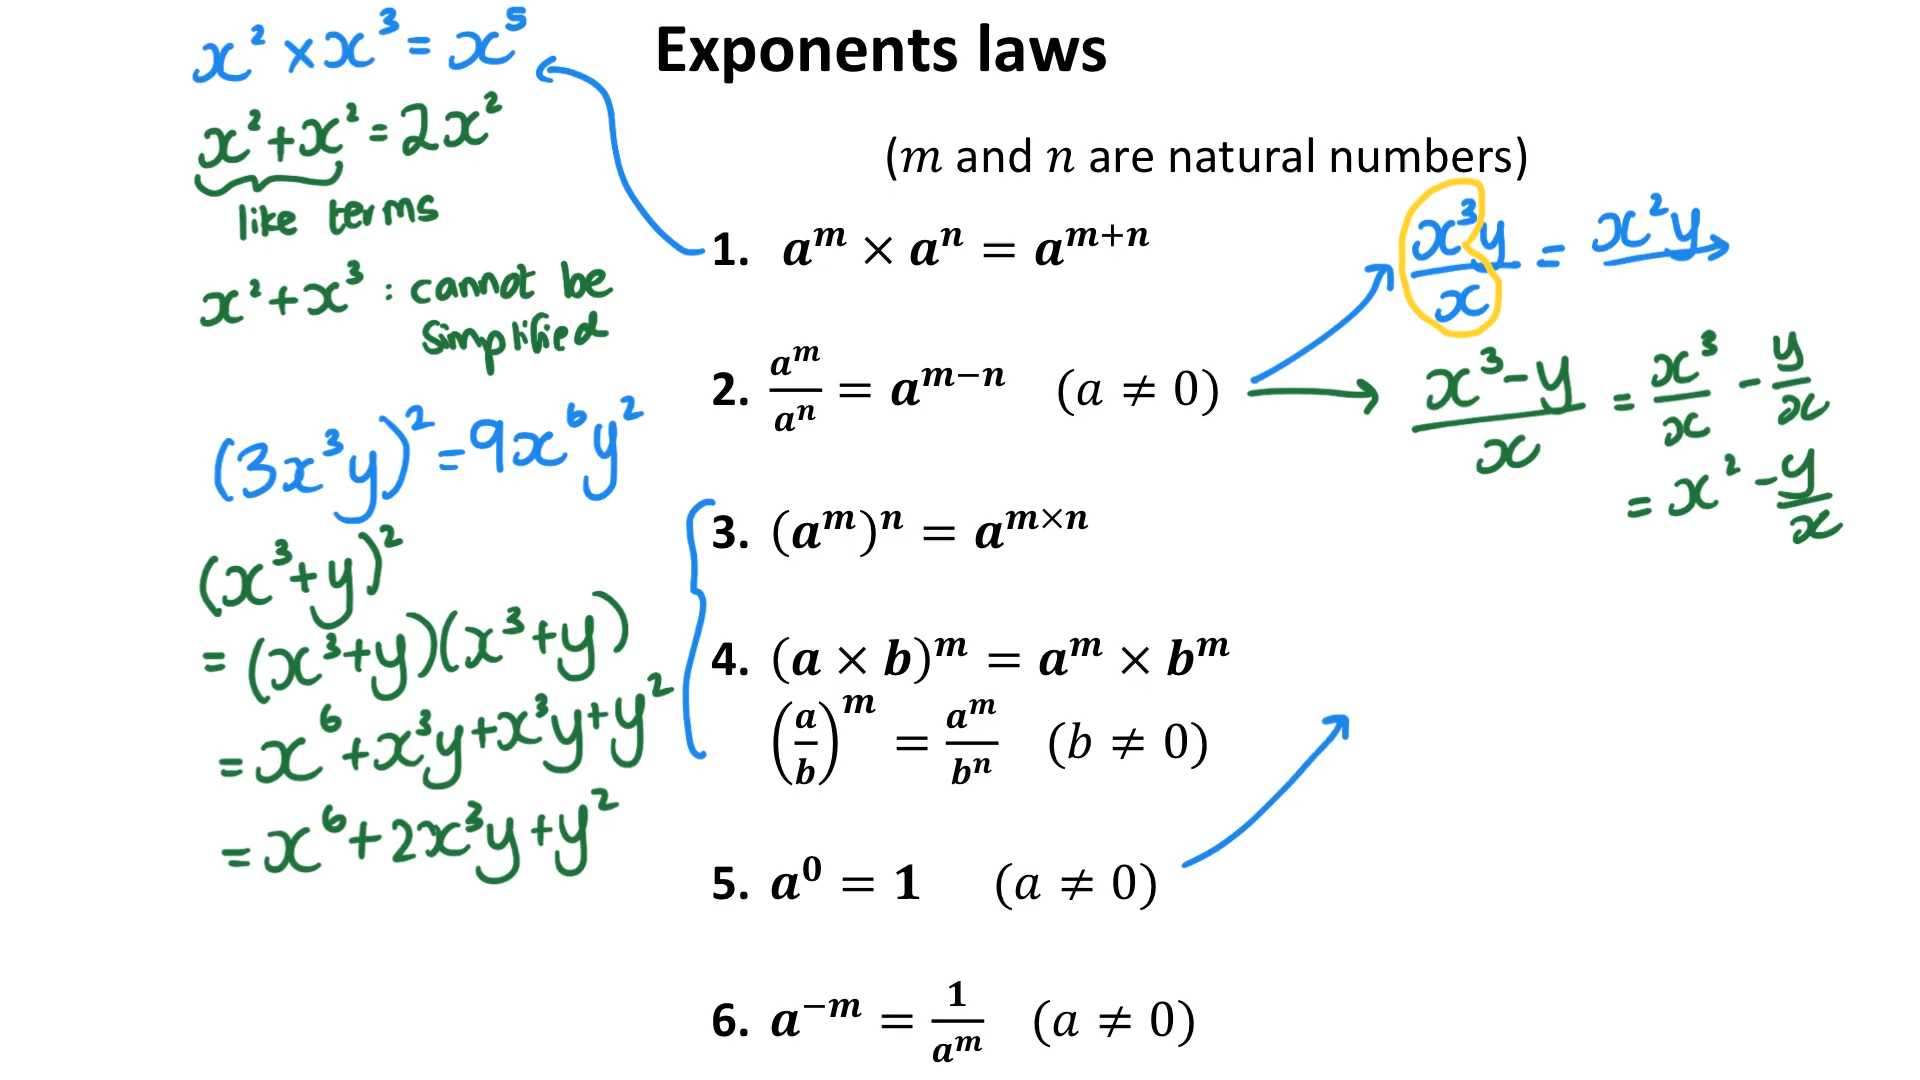 Exponents laws
(m and n are natural numbers)
1. a^m × a^n = a^{m+n}
2. a^m/a^n = a^{m−n} (a ≠ 0)
3. (a^m)^n = a^{m×n}
4. (a × b)^m = a^m × b^m
(a/b)^m = a^m/b^n (b ≠ 0)
5. a^0 = 1 (a ≠ 0)
6. a^{−m} = 1/a^m (a ≠ 0)
x² × x³ = x⁵
x² + x² = 2x²
like terms
x² + x³ : cannot be
simplified
(3x³y)² = 9x⁶y²
(x³+y)²
= (x³+y)(x³+y)
= x⁶ + x³y + x³y + y²
= x⁶ + 2x³y + y²
x³y/x = x²y
(x³−y)/x = x³/x − y/x
= x² − y/x